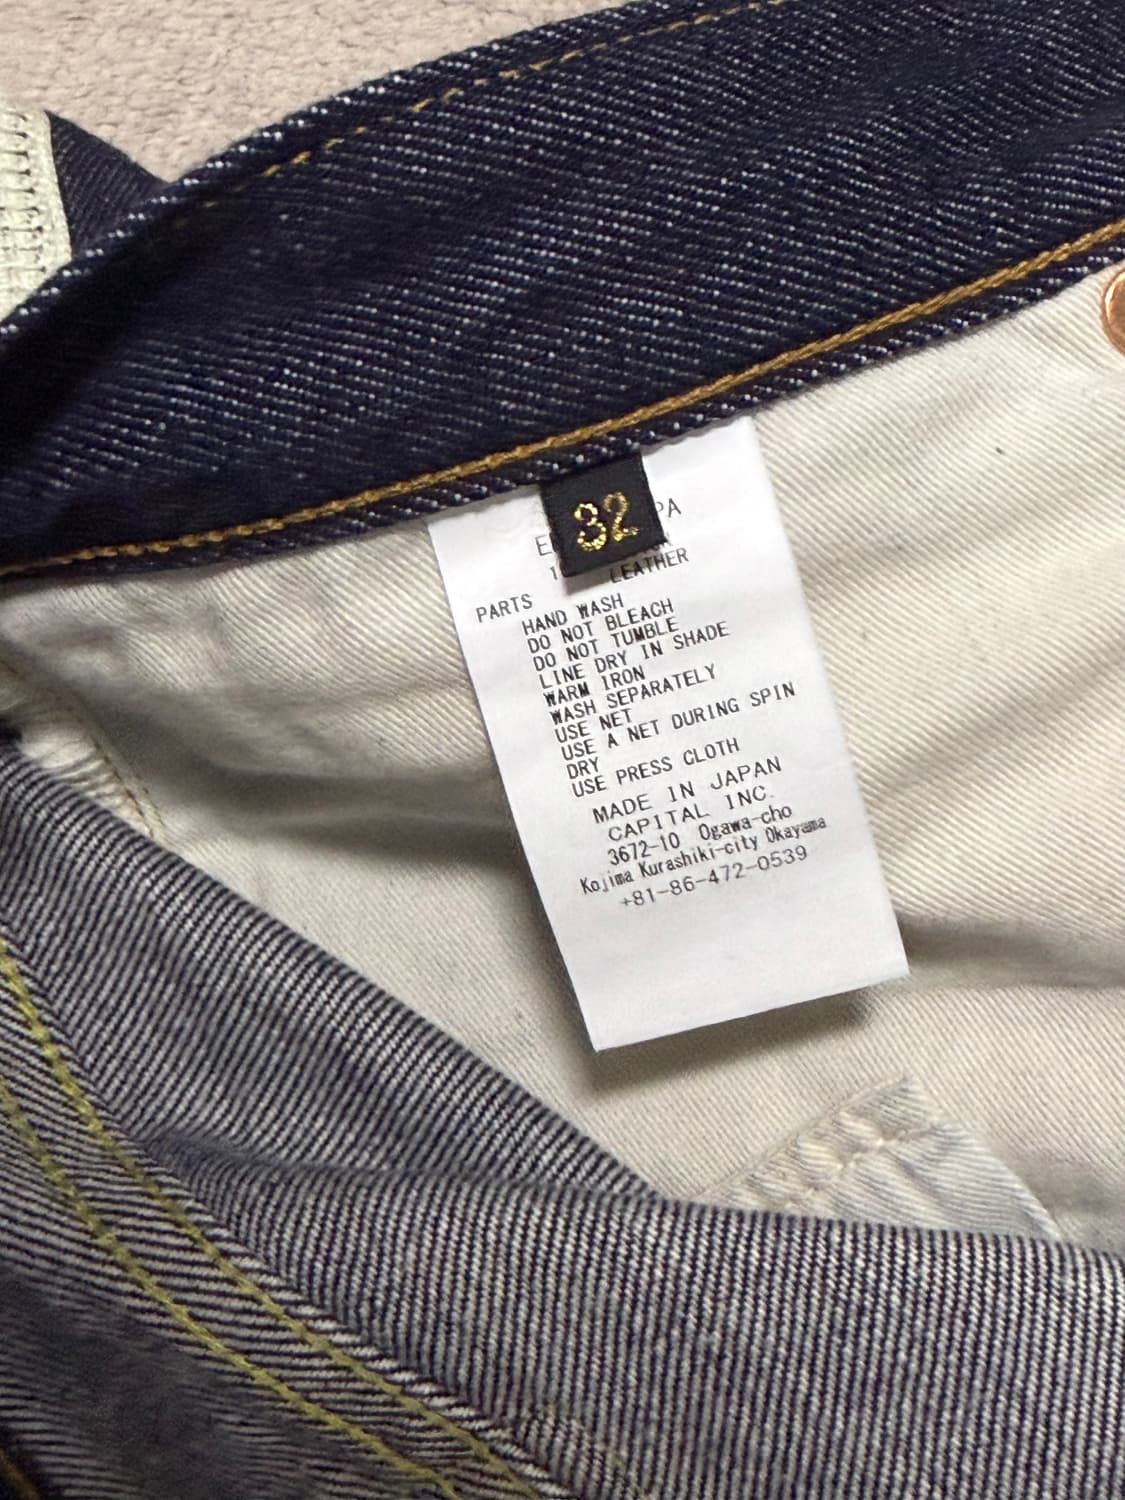 32
LEATHER
PARTS
HAND WASH
DO NOT BLEACH
DO NOT TUMBLE
LINE DRY IN SHADE
WARM IRON
WASH SEPARATELY
USE NET
USE A NET DURING SPIN
DRY
USE PRESS CLOTH
MADE IN JAPAN
CAPITAL INC.
3672-10 Ogawa-cho
Kojima Kurashiki-city Okayama
+81-86-472-0539